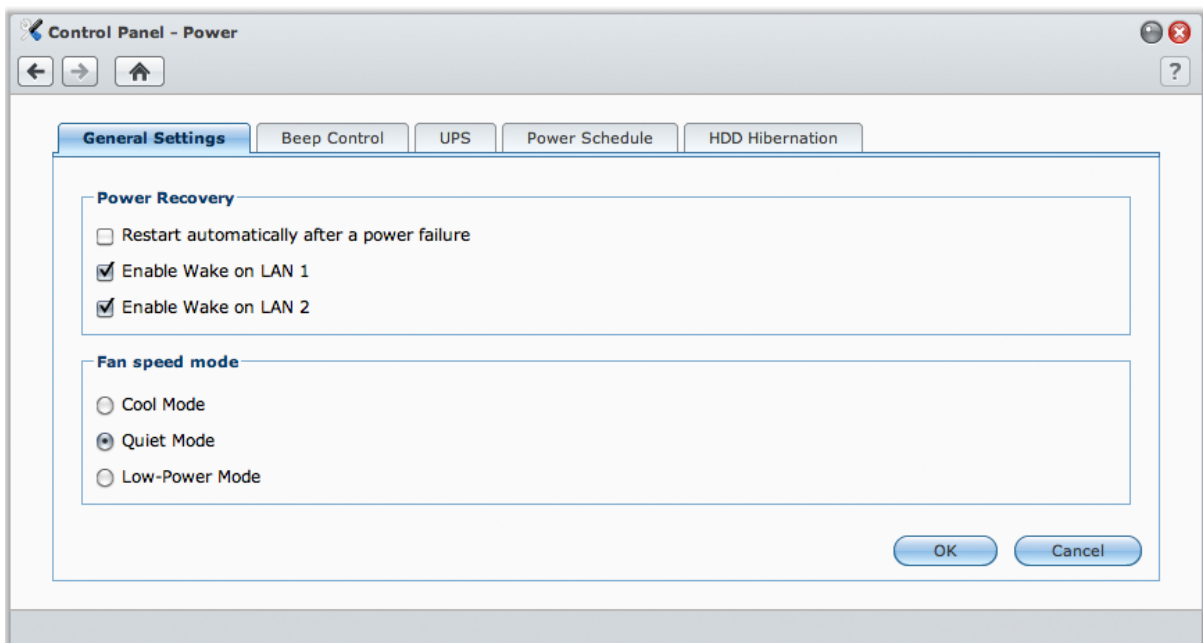 Control Panel - Power
?
General Settings Beep Control UPS Power Schedule HDD Hibernation
Power Recovery
Restart automatically after a power failure
Enable Wake on LAN 1
Enable Wake on LAN 2
Fan speed mode
Cool Mode
Quiet Mode
Low-Power Mode
OK Cancel